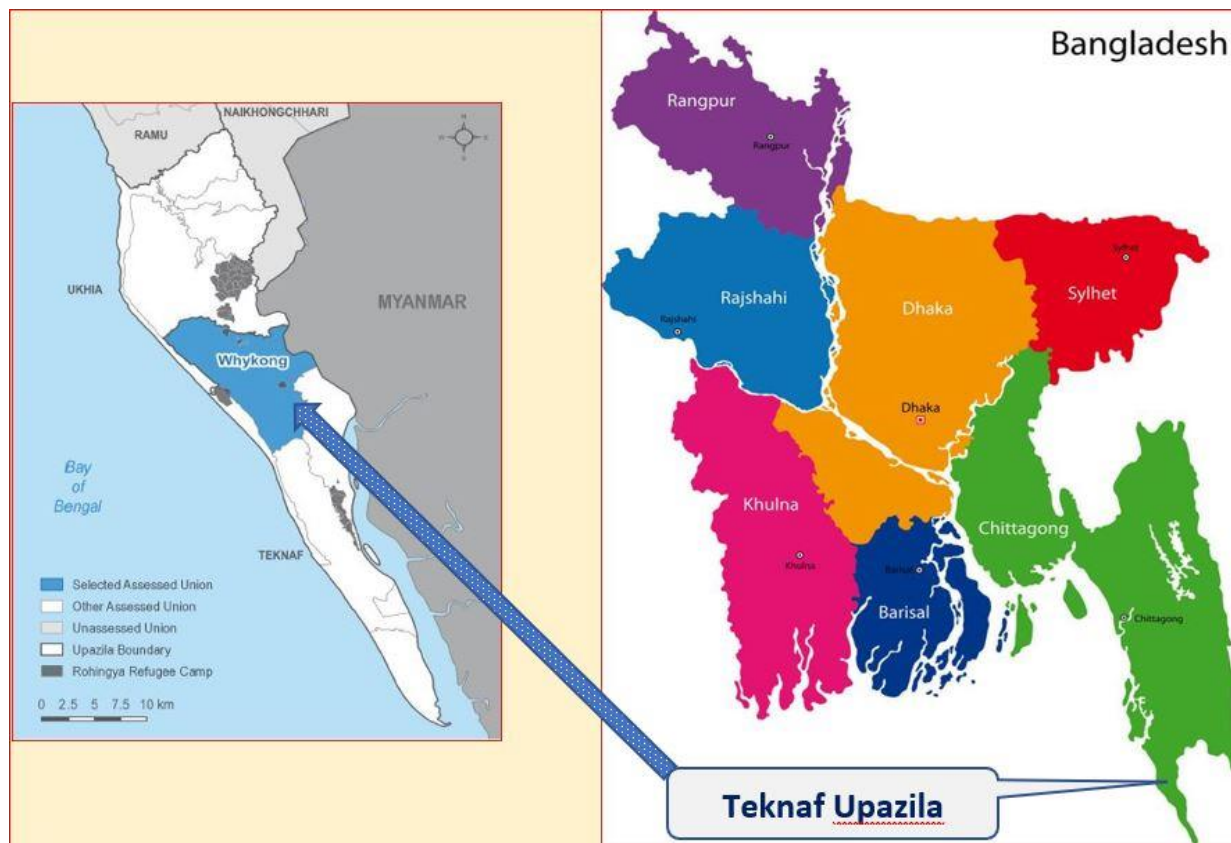 NAIKHONGCHHARI
RAMU
UKHIA
MYANMAR
Whykong
Bay
of
Bengal
TEKNAF
Selected Assessed Union
Other Assessed Union
Unassessed Union
Upazila Boundary
Rohingya Refugee Camp
0 2.5 5 7.5 10 km
Bangladesh
Rangpur
Rangpur
Rajshahi
Rajshahi
Dhaka
Dhaka
Sylhet
Sylhet
Khulna
Khulna
Barisal
Barisal
Chittagong
Chittagong
Teknaf Upazila